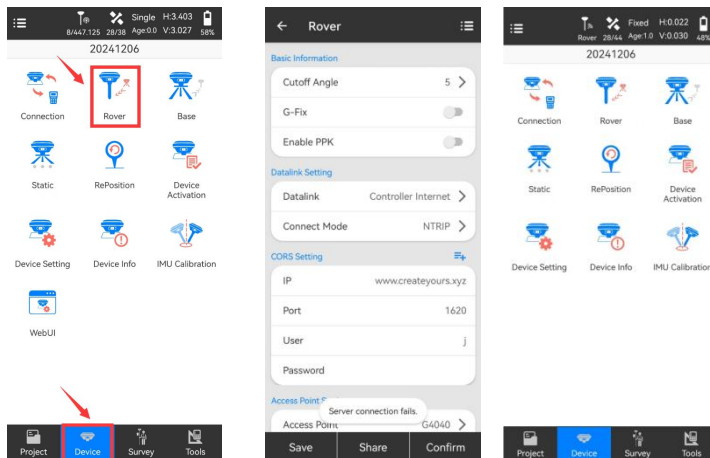 Single H:3.403
8/447.125 28/38 Age:0.0 V:3.027 58%
20241206
Connection Rover Base
Static RePosition Device
Activation
Device Setting Device Info IMU Calibration
WebUI
Project Device Survey Tools
Rover
Basic Information
Cutoff Angle 5
G-Fix
Enable PPK
Datalink Setting
Datalink Controller Internet
Connect Mode NTRIP
CORS Setting
IP www.createyours.xyz
Port 1620
User j
Password
Access Point
Server connection fails.
Access Point G4040
Save Share Confirm
Fixed H:0.022
Rover 28/44 Age:1.0 V:0.030 48%
20241206
Connection Rover Base
Static RePosition Device
Activation
Device Setting Device Info IMU Calibration
Project Device Survey Tools